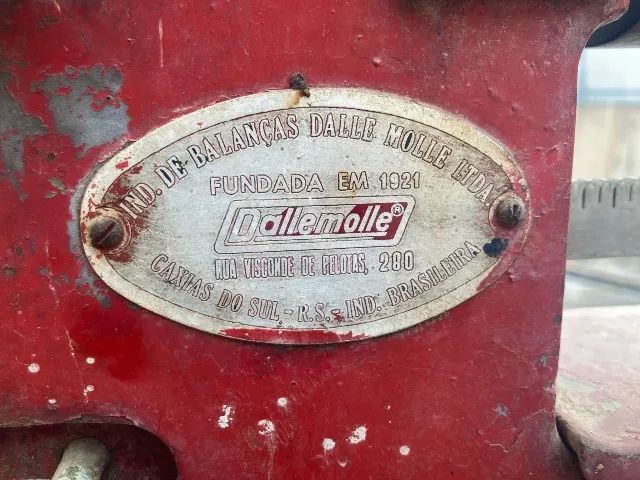 IND. DE BALANÇAS DALLE MOLLE LTDA.
FUNDADA EM 1921
Dallemolle®
RUA VISCONDE DE PELOTAS, 280
CAXIAS DO SUL - R.S. - IND. BRASILEIRA